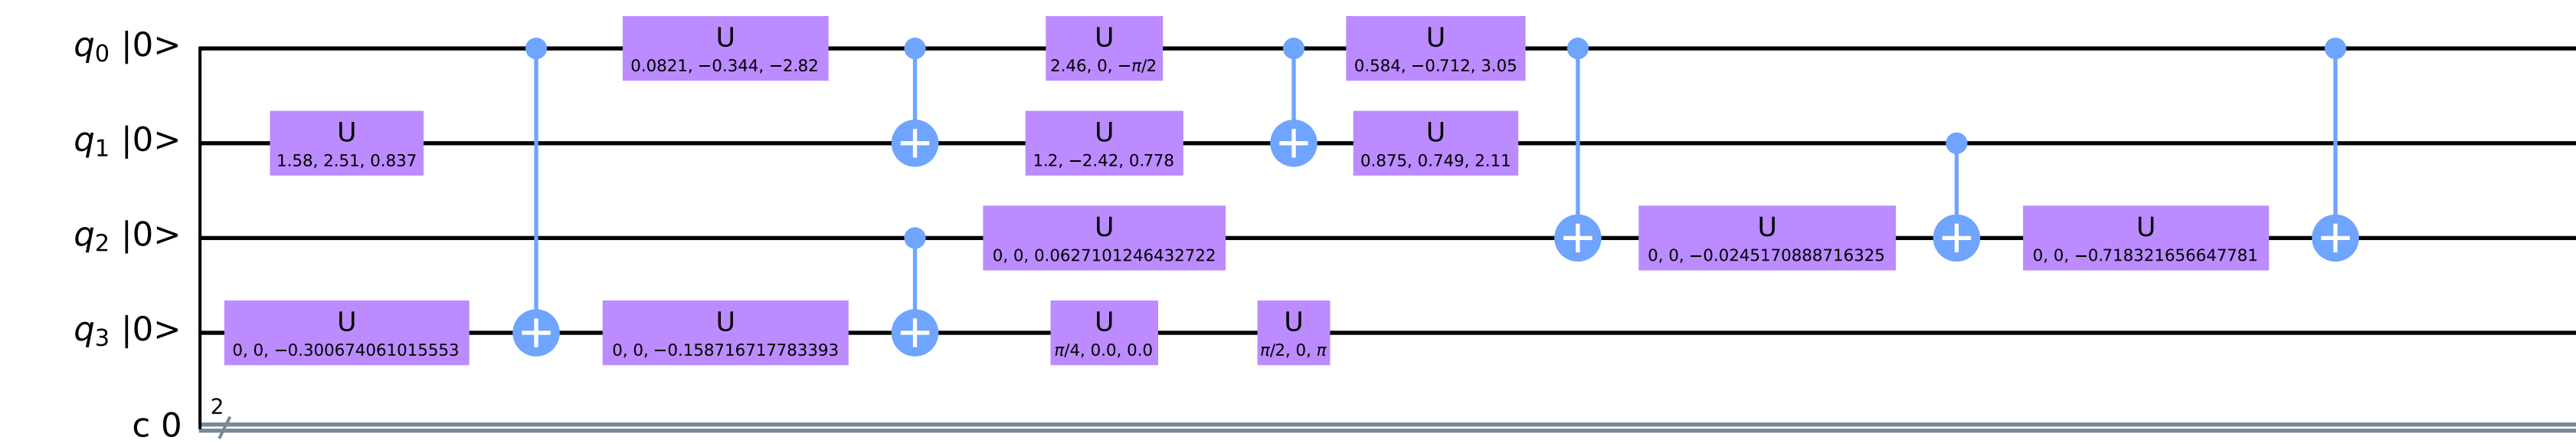 q0 |0>
U
0.0821, −0.344, −2.82
U
2.46, 0, −π/2
U
0.584, −0.712, 3.05
q1 |0>
U
1.58, 2.51, 0.837
U
1.2, −2.42, 0.778
U
0.875, 0.749, 2.11
q2 |0>
U
0, 0, 0.0627101246432722
U
0, 0, −0.0245170888716325
U
0, 0, −0.718321656647781
q3 |0>
U
0, 0, −0.300674061015553
U
0, 0, −0.158716717783393
U
π/4, 0.0, 0.0
U
π/2, 0, π
c 0
2